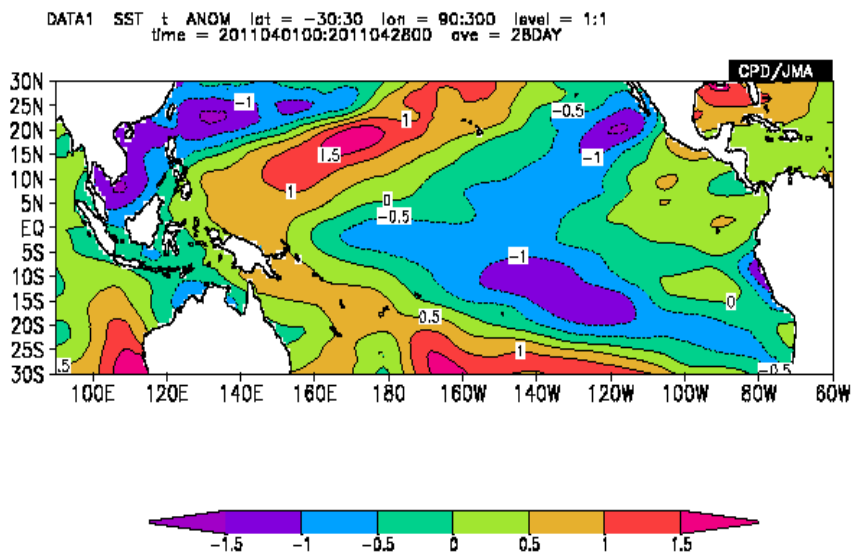 DATA1 SST t ANOM lat = -30:30 lon = 90:300 level = 1:1
time = 2011040100:2011042800 ave = 28DAY
CPD/JMA
30N
25N
20N
15N
10N
5N
EQ
5S
10S
15S
20S
25S
30S
-1
-0.5
1
1.5
-1
1
0
-0.5
-1
0
0.5
1
.5
-0.5
100E 120E 140E 160E 180 160W 140W 120W 100W 80W 60W
-1.5 -1 -0.5 0 0.5 1 1.5